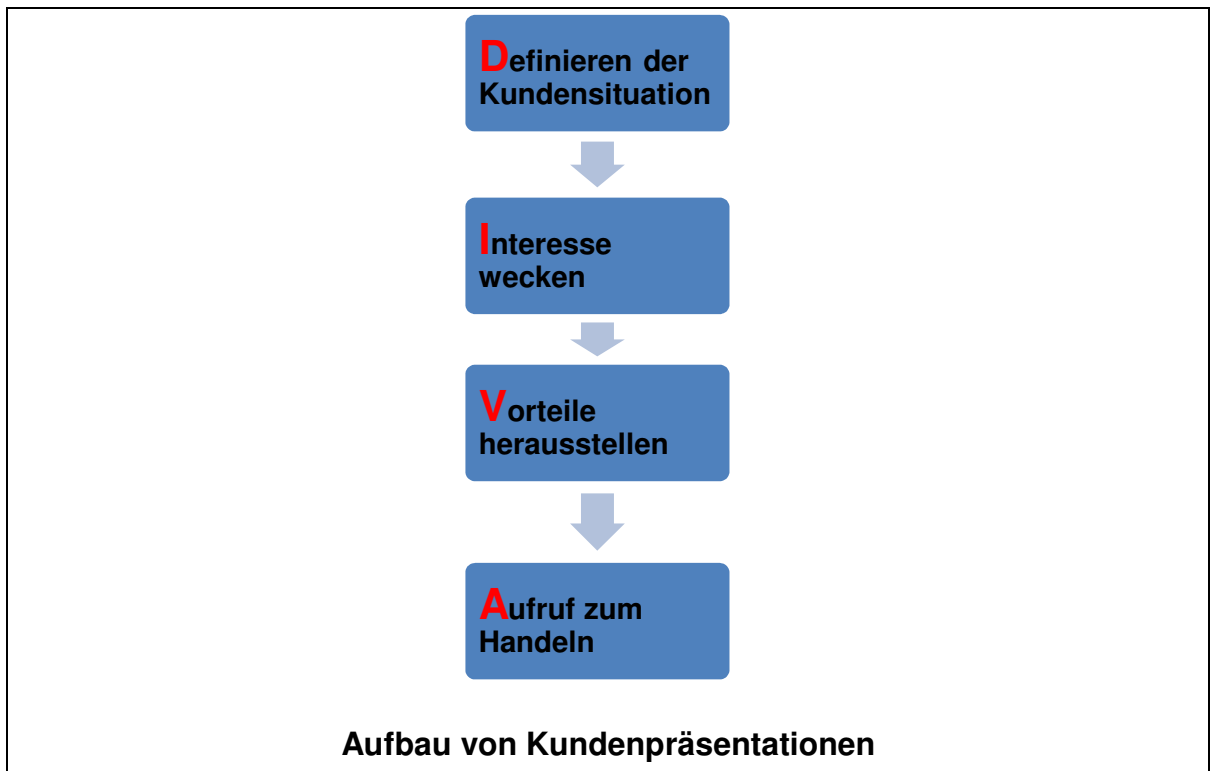 Definieren der
Kundensituation
Interesse
wecken
Vorteile
herausstellen
Aufruf zum
Handeln
Aufbau von Kundenpräsentationen